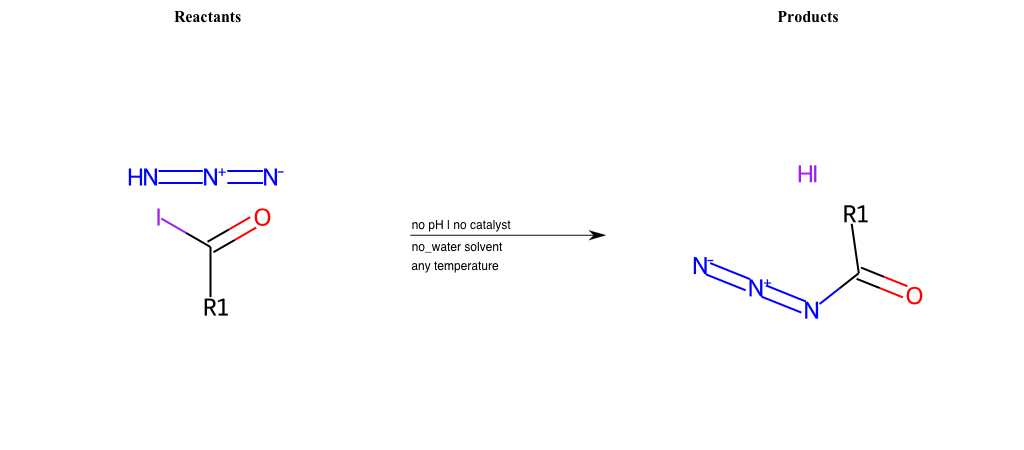 Reactants Products
HN N+ N-
I O
R1
no pH | no catalyst
no_water solvent
any temperature
HI
R1
N- N+ N O